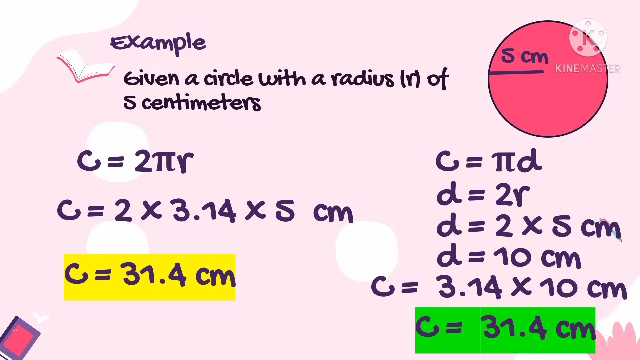 Example
Given a circle with a radius (r) of
5 centimeters
5 cm
KINEMASTER
C = 2πr
C = 2 × 3.14 × 5 cm
C = 31.4 cm
C = πd
d = 2r
d = 2 × 5 cm
d = 10 cm
C = 3.14 × 10 cm
C = 31.4 cm